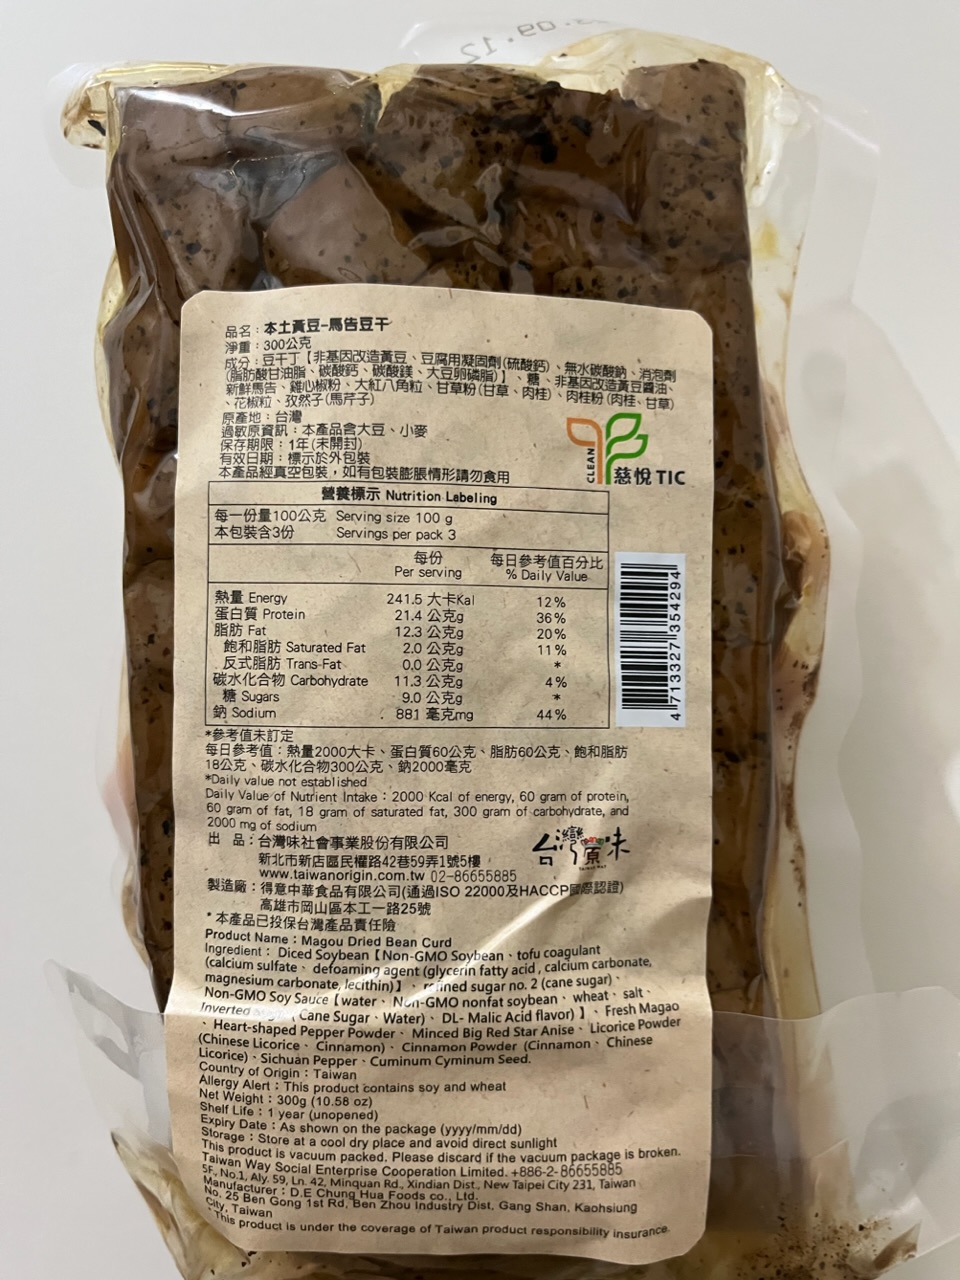 09.12
品名：本土黃豆-馬告豆干
淨重：300公克
成分：豆干丁【非基因改造黃豆、豆腐用凝固劑(硫酸鈣)、無水碳酸鈉、消泡劑
(脂肪酸甘油脂、碳酸鈣、碳酸鎂、大豆卵磷脂)】、糖、非基因改造黃豆醬油、
新鮮馬告、雞心椒粉、大紅八角粒、甘草粉(甘草、肉桂)、肉桂粉(肉桂、甘草)
、花椒粒、孜然子(馬芹子)
原產地：台灣
過敏原資訊：本產品含大豆、小麥
保存期限：1年(未開封)
有效日期：標示於外包裝
本產品經真空包裝，如有包裝膨脹情形請勿食用
CLEAN
慈悅 TIC
營養標示 Nutrition Labeling
每一份量100公克 Serving size 100 g
本包裝含3份 Servings per pack 3
每份 每日參考值百分比
Per serving % Daily Value
熱量 Energy 241.5 大卡Kal 12%
蛋白質 Protein 21.4 公克g 36%
脂肪 Fat 12.3 公克g 20%
飽和脂肪 Saturated Fat 2.0 公克g 11%
反式脂肪 Trans-Fat 0.0 公克g *
碳水化合物 Carbohydrate 11.3 公克g 4%
糖 Sugars 9.0 公克g *
鈉 Sodium 881 毫克mg 44%
4 713327 354294
*參考值未訂定
每日參考值：熱量2000大卡、蛋白質60公克、脂肪60公克、飽和脂肪
18公克、碳水化合物300公克、鈉2000毫克
*Daily value not established
Daily Value of Nutrient Intake：2000 Kcal of energy, 60 gram of protein,
60 gram of fat, 18 gram of saturated fat, 300 gram of carbohydrate, and
2000 mg of sodium
出 品：台灣味社會事業股份有限公司
新北市新店區民權路42巷59弄1號5樓
www.taiwanorigin.com.tw 02-86655885
台灣原味
製造廠：得意中華食品有限公司(通過ISO 22000及HACCP國際認證)
高雄市岡山區本工一路25號
*本產品已投保台灣產品責任險
Product Name：Magou Dried Bean Curd
Ingredient：Diced Soybean【Non-GMO Soybean、tofu coagulant
(calcium sulfate、 defoaming agent (glycerin fatty acid , calcium carbonate,
magnesium carbonate, lecithin)】、refined sugar no. 2 (cane sugar)、
Non-GMO Soy Sauce【water、Non-GMO nonfat soybean、wheat、salt、
Inverted (Cane Sugar、Water)、DL- Malic Acid flavor)】、Fresh Magao
、Heart-shaped Pepper Powder、Minced Big Red Star Anise、Licorice Powder
(Chinese Licorice、Cinnamon)、Cinnamon Powder (Cinnamon、Chinese
Licorice)、Sichuan Pepper、Cuminum Cyminum Seed.
Country of Origin：Taiwan
Allergy Alert：This product contains soy and wheat
Net Weight：300g (10.58 oz)
Shelf Life：1 year (unopened)
Expiry Date：As shown on the package (yyyy/mm/dd)
Storage：Store at a cool dry place and avoid direct sunlight
This product is vacuum packed. Please discard if the vacuum package is broken.
Taiwan Way Social Enterprise Cooperation Limited. +886-2-86655885
5F., No.1, Aly. 59, Ln. 42, Minquan Rd., Xindian Dist., New Taipei City 231, Taiwan
Manufacturer：D.E Chung Hua Foods co., Ltd.
No. 25 Ben Gong 1st Rd, Ben Zhou Industry Dist, Gang Shan, Kaohsiung
City, Taiwan
*This product is under the coverage of Taiwan product responsibility insurance.